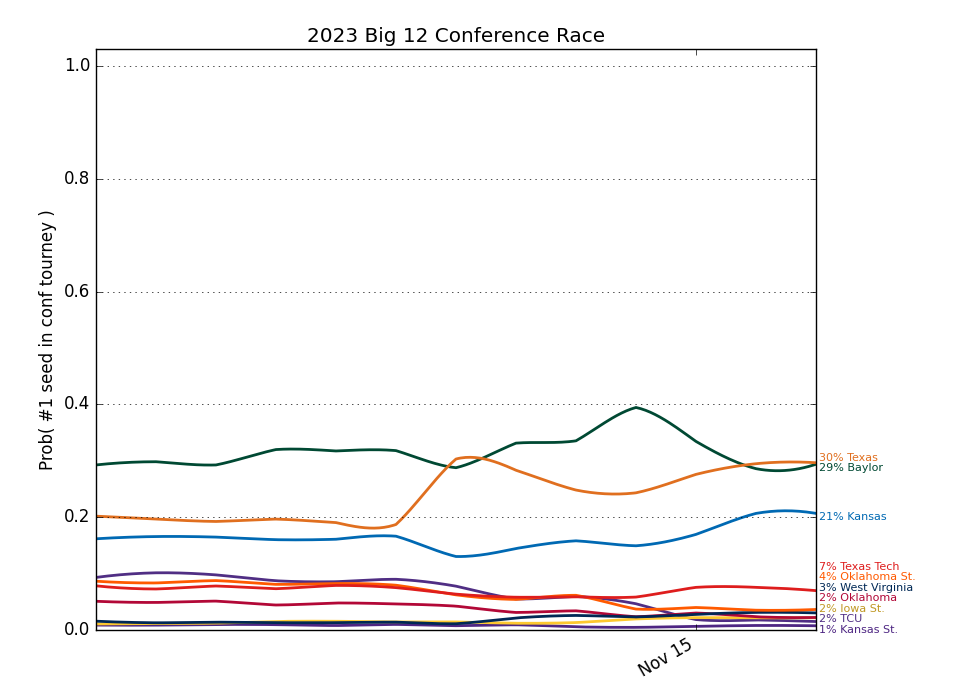 2023 Big 12 Conference Race
Prob( #1 seed in conf tourney )
1.0
0.8
0.6
0.4
0.2
0.0
30% Texas
29% Baylor
21% Kansas
7% Texas Tech
4% Oklahoma St.
3% West Virginia
2% Oklahoma
2% Iowa St.
2% TCU
1% Kansas St.
Nov 15